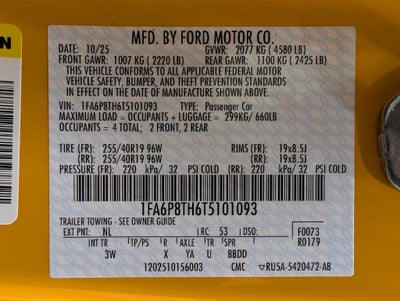 MFD. BY FORD MOTOR CO.
DATE: 10/25 GVWR: 2077 KG ( 4580 LB)
FRONT GAWR: 1007 KG ( 2220 LB) REAR GAWR: 1100 KG ( 2425 LB)
THIS VEHICLE CONFORMS TO ALL APPLICABLE FEDERAL MOTOR
VEHICLE SAFETY, BUMPER, AND THEFT PREVENTION STANDARDS
IN EFFECT ON THE DATE OF MANUFACTURE SHOWN ABOVE.
VIN: 1FA6P8TH6T5101093 TYPE: Passenger Car
MAXIMUM LOAD = OCCUPANTS + LUGGAGE = 299KG/ 660LB
OCCUPANTS = 4 TOTAL; 2 FRONT, 2 REAR
TIRE (FR): 255/40R19 96W RIMS (FR): 19x8.5J
TIRE (RR): 255/40R19 96W RIMS (RR): 19x8.5J
PRESSURE (FR): 220 kPa/ 32 PSI COLD (RR): 220 kPa/ 32 PSI COLD
1FA6P8TH6T5101093
TRAILER TOWING - SEE OWNER GUIDE
EXT PNT: NL RC: 53 DSO: F0073
R0179
INT TR TP/PS R AXLE TR SPR
3W X YA U BBDD
1202510156003 CMC RU5A-5420472-AB